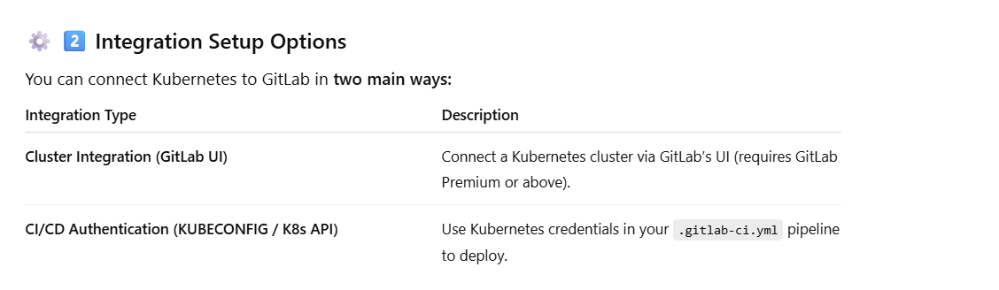 ⚙️ 2️⃣ Integration Setup Options
You can connect Kubernetes to GitLab in two main ways:
Integration Type Description
Cluster Integration (GitLab UI) Connect a Kubernetes cluster via GitLab's UI (requires GitLab
Premium or above).
CI/CD Authentication (KUBECONFIG / K8s API) Use Kubernetes credentials in your .gitlab-ci.yml pipeline
to deploy.